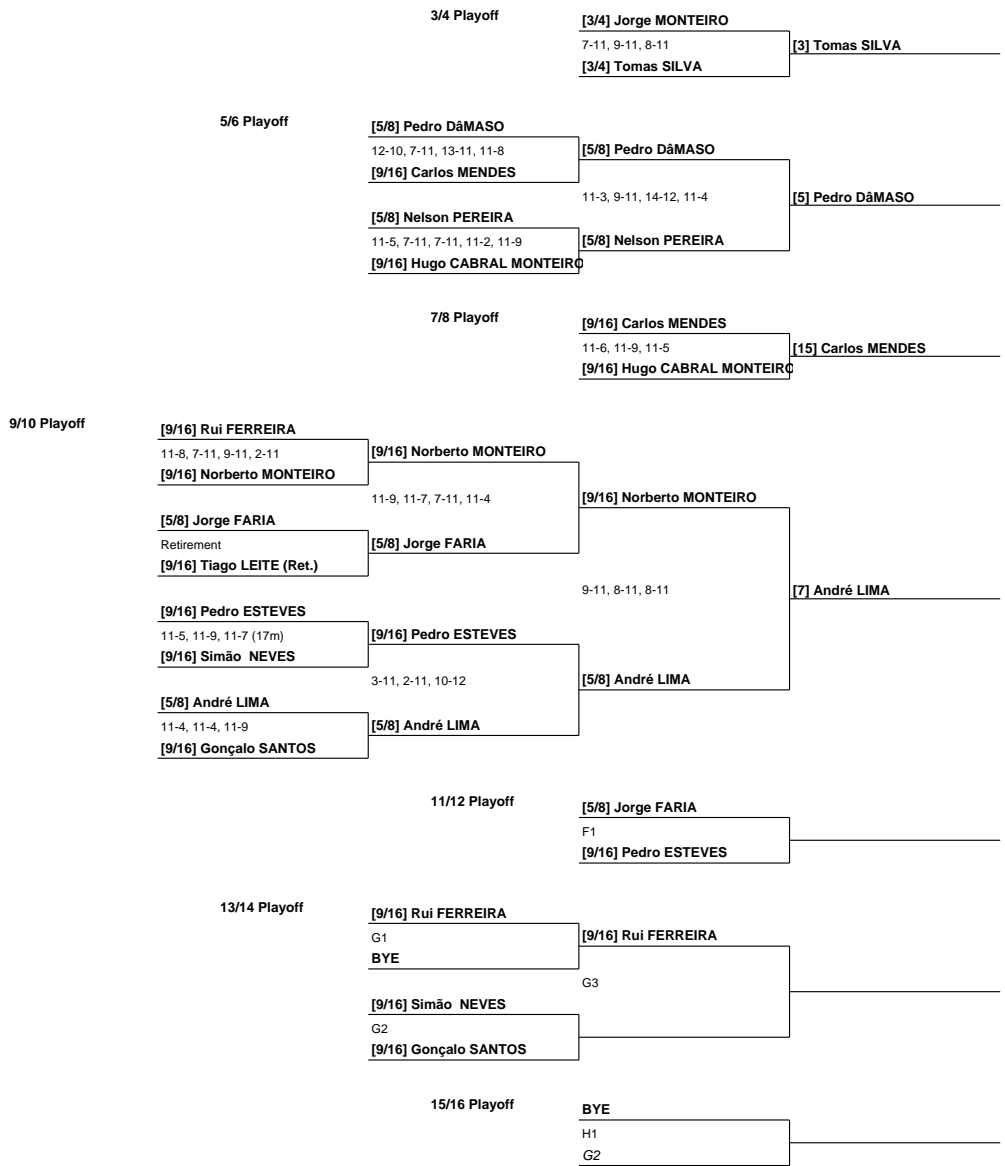 3/4 Playoff
[3/4] Jorge MONTEIRO
7-11, 9-11, 8-11
[3] Tomas SILVA
[3/4] Tomas SILVA
5/6 Playoff
[5/8] Pedro DâMASO
12-10, 7-11, 13-11, 11-8
[5/8] Pedro DâMASO
[9/16] Carlos MENDES
11-3, 9-11, 14-12, 11-4
[5] Pedro DâMASO
[5/8] Nelson PEREIRA
11-5, 7-11, 7-11, 11-2, 11-9
[5/8] Nelson PEREIRA
[9/16] Hugo CABRAL MONTEIRO
7/8 Playoff
[9/16] Carlos MENDES
11-6, 11-9, 11-5
[15] Carlos MENDES
[9/16] Hugo CABRAL MONTEIRO
9/10 Playoff
[9/16] Rui FERREIRA
11-8, 7-11, 9-11, 2-11
[9/16] Norberto MONTEIRO
[9/16] Norberto MONTEIRO
11-9, 11-7, 7-11, 11-4
[9/16] Norberto MONTEIRO
[5/8] Jorge FARIA
Retirement
[5/8] Jorge FARIA
[9/16] Tiago LEITE (Ret.)
9-11, 8-11, 8-11
[7] André LIMA
[9/16] Pedro ESTEVES
11-5, 11-9, 11-7 (17m)
[9/16] Pedro ESTEVES
[9/16] Simão  NEVES
3-11, 2-11, 10-12
[5/8] André LIMA
[5/8] André LIMA
11-4, 11-4, 11-9
[5/8] André LIMA
[9/16] Gonçalo SANTOS
11/12 Playoff
[5/8] Jorge FARIA
F1
[9/16] Pedro ESTEVES
13/14 Playoff
[9/16] Rui FERREIRA
G1
[9/16] Rui FERREIRA
BYE
G3
[9/16] Simão  NEVES
G2
[9/16] Gonçalo SANTOS
15/16 Playoff
BYE
H1
G2